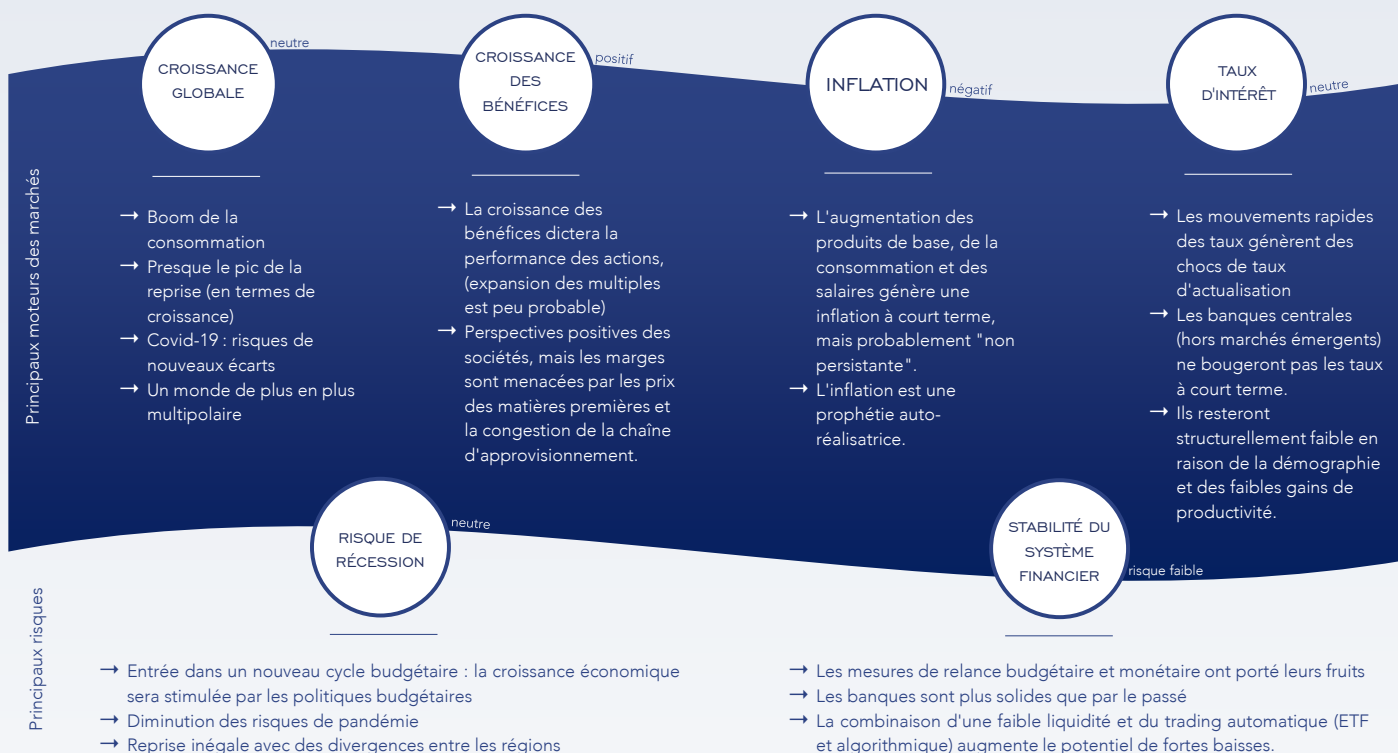 Principaux moteurs des marchés
CROISSANCE
GLOBALE
neutre
Boom de la
consommation
Presque le pic de la
reprise (en termes de
croissance)
Covid-19 : risques de
nouveaux écarts
Un monde de plus en plus
multipolaire
CROISSANCE
DES
BÉNÉFICES
positif
La croissance des
bénéfices dictera la
performance des actions,
(expansion des multiples
est peu probable)
Perspectives positives des
sociétés, mais les marges
sont menacées par les prix
des matières premières et
la congestion de la chaîne
d'approvisionnement.
INFLATION
négatif
L'augmentation des
produits de base, de la
consommation et des
salaires génère une
inflation à court terme,
mais probablement "non
persistante".
L'inflation est une
prophétie auto-
réalisatrice.
TAUX
D'INTÉRÊT
neutre
Les mouvements rapides
des taux génèrent des
chocs de taux
d'actualisation
Les banques centrales
(hors marchés émergents)
ne bougeront pas les taux
à court terme.
Ils resteront
structurellement faible en
raison de la démographie
et des faibles gains de
productivité.
Principaux risques
RISQUE DE
RÉCESSION
neutre
Entrée dans un nouveau cycle budgétaire : la croissance économique
sera stimulée par les politiques budgétaires
Diminution des risques de pandémie
Reprise inégale avec des divergences entre les régions
STABILITÉ DU
SYSTÈME
FINANCIER
risque faible
Les mesures de relance budgétaire et monétaire ont porté leurs fruits
Les banques sont plus solides que par le passé
La combinaison d'une faible liquidité et du trading automatique (ETF
et algorithmique) augmente le potentiel de fortes baisses.